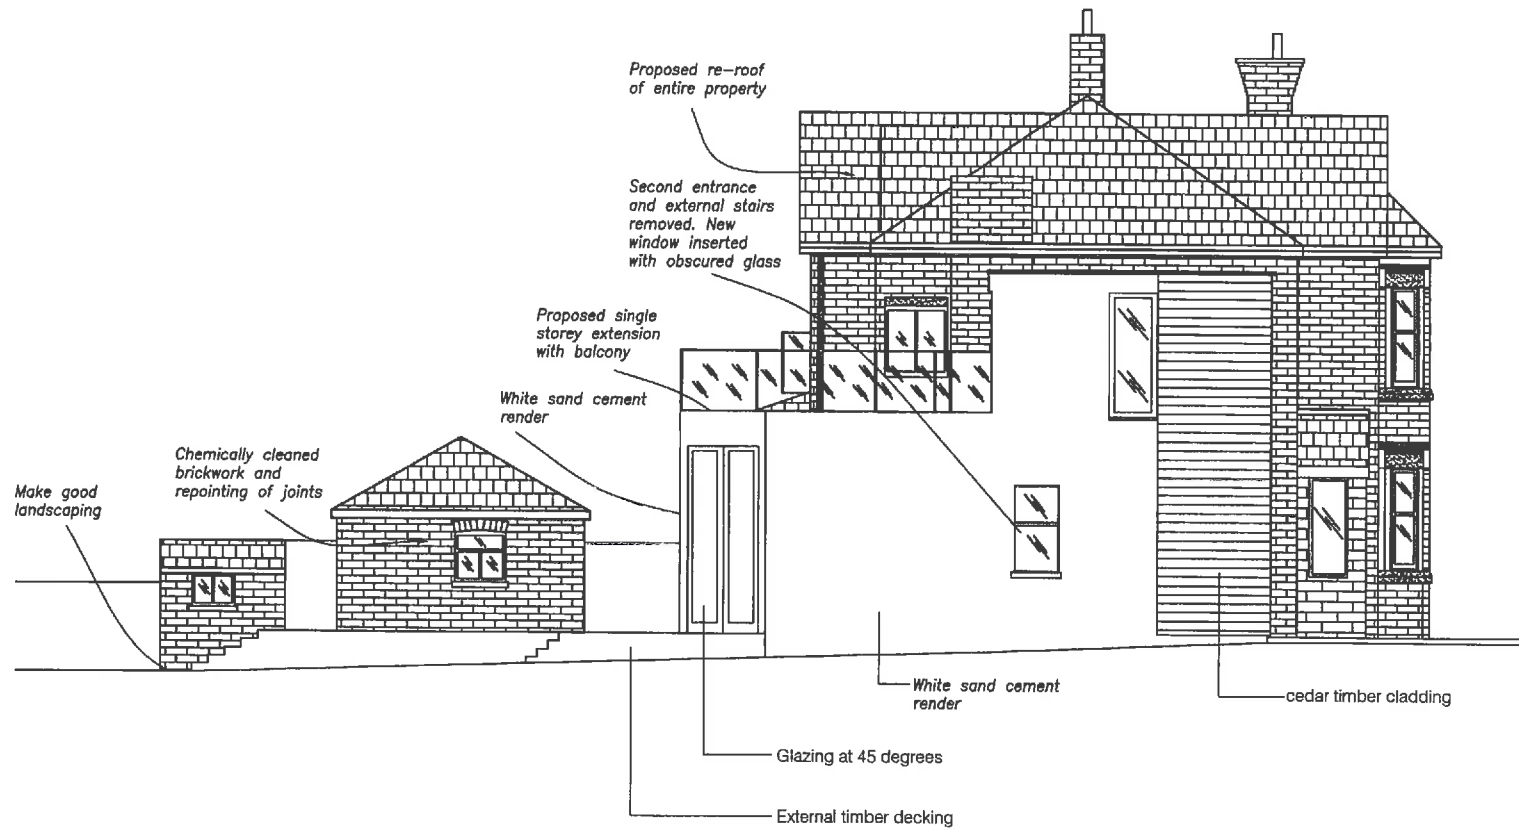 Proposed re-roof
of entire property
Second entrance
and external stairs
removed. New
window inserted
with obscured glass
Proposed single
storey extension
with balcony
White sand cement
render
Chemically cleaned
brickwork and
repointing of joints
Make good
landscaping
White sand cement
render
cedar timber cladding
Glazing at 45 degrees
External timber decking